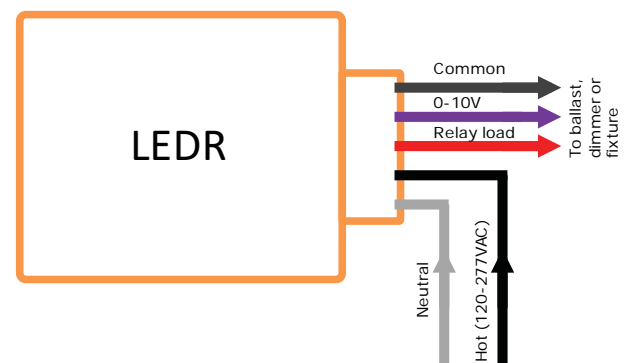 LEDR
Common
0-10V
Relay load
To ballast,
dimmer or
fixture
Neutral
Hot (120-277VAC)